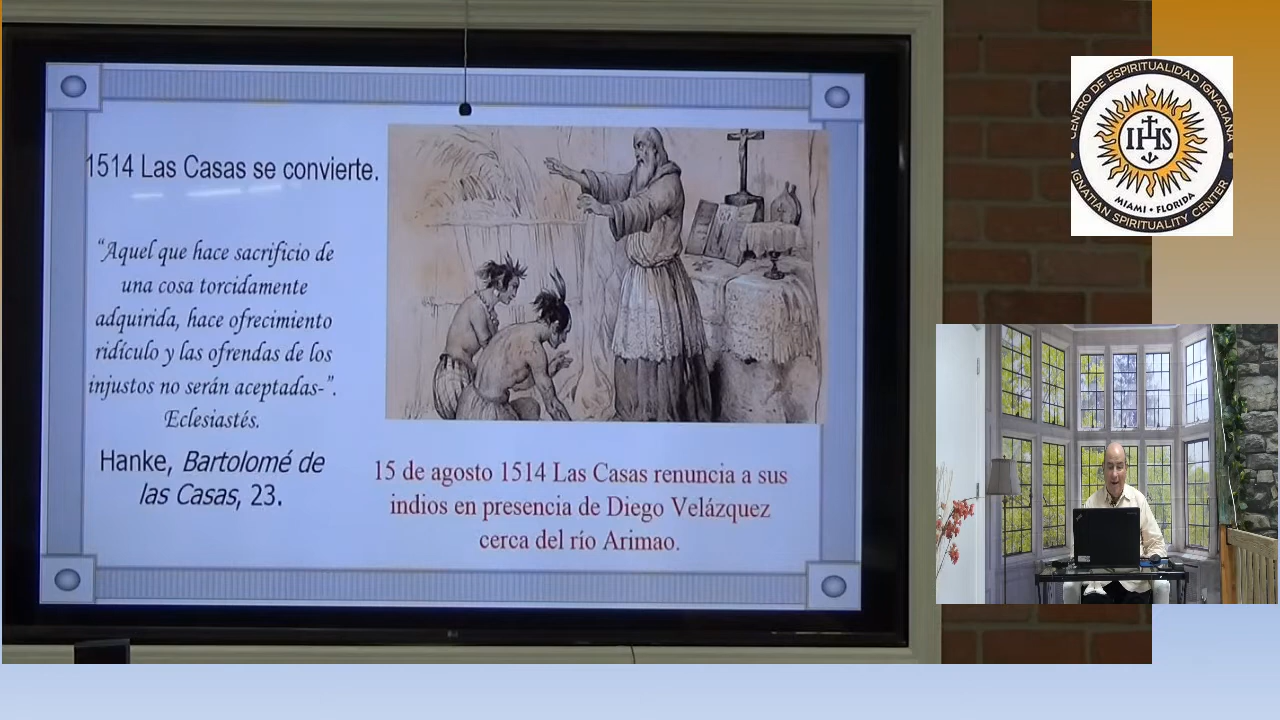 1514 Las Casas se convierte.
“Aquel que hace sacrificio de
una cosa torcidamente
adquirida, hace ofrecimiento
ridículo y las ofrendas de los
injustos no serán aceptadas-”.
Eclesiastés.
Hanke, Bartolomé de
las Casas, 23.
15 de agosto 1514 Las Casas renuncia a sus
indios en presencia de Diego Velázquez
cerca del río Arimao.
CENTRO DE ESPIRITUALIDAD IGNACIANA
IHS
MIAMI • FLORIDA
IGNATIAN SPIRITUALITY CENTER